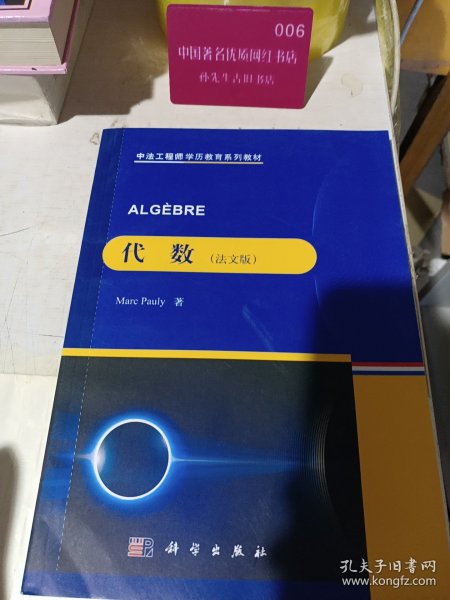 006
中国著名优质网红书店
孙先生古旧书店
中法工程师学历教育系列教材
ALGÈBRE
代数（法文版）
Marc Pauly 著
科学出版社
孔夫子旧书网
www.kongfz.com